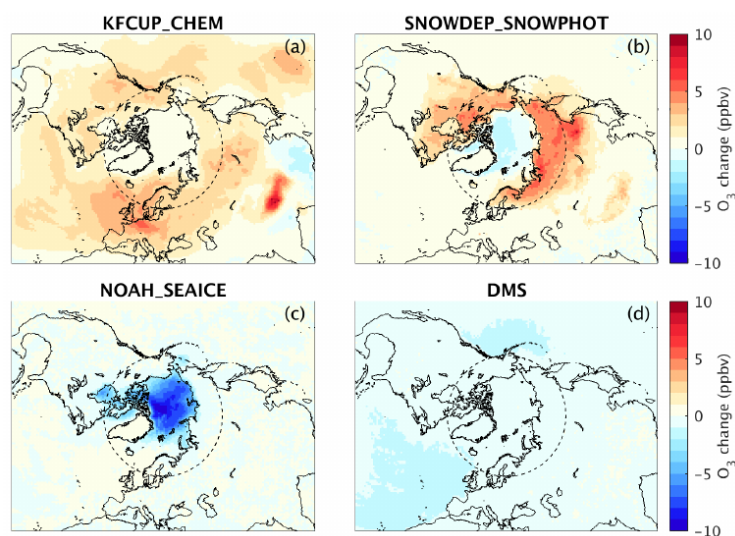 KFCUP_CHEM
SNOWDEP_SNOWPHOT
(a)
(b)
10
5
0
−5
−10
O₃ change (ppbv)
NOAH_SEAICE
DMS
(c)
(d)
10
5
0
−5
−10
O₃ change (ppbv)